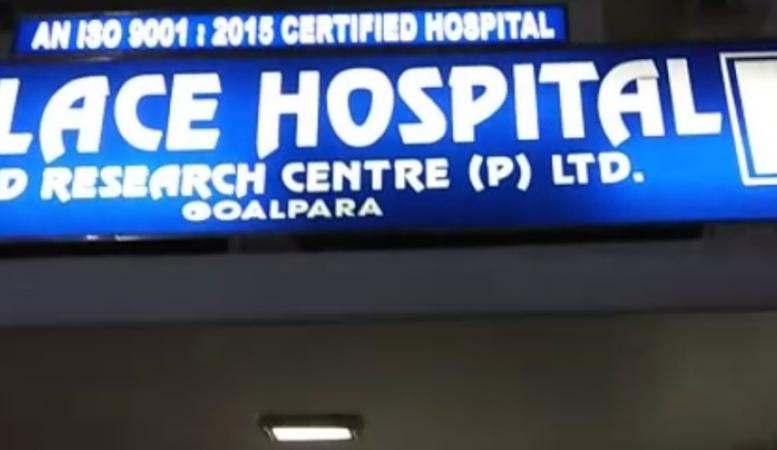 AN ISO 9001 : 2015 CERTIFIED HOSPITAL
LACE HOSPITAL
D RESEARCH CENTRE (P) LTD.
GOALPARA